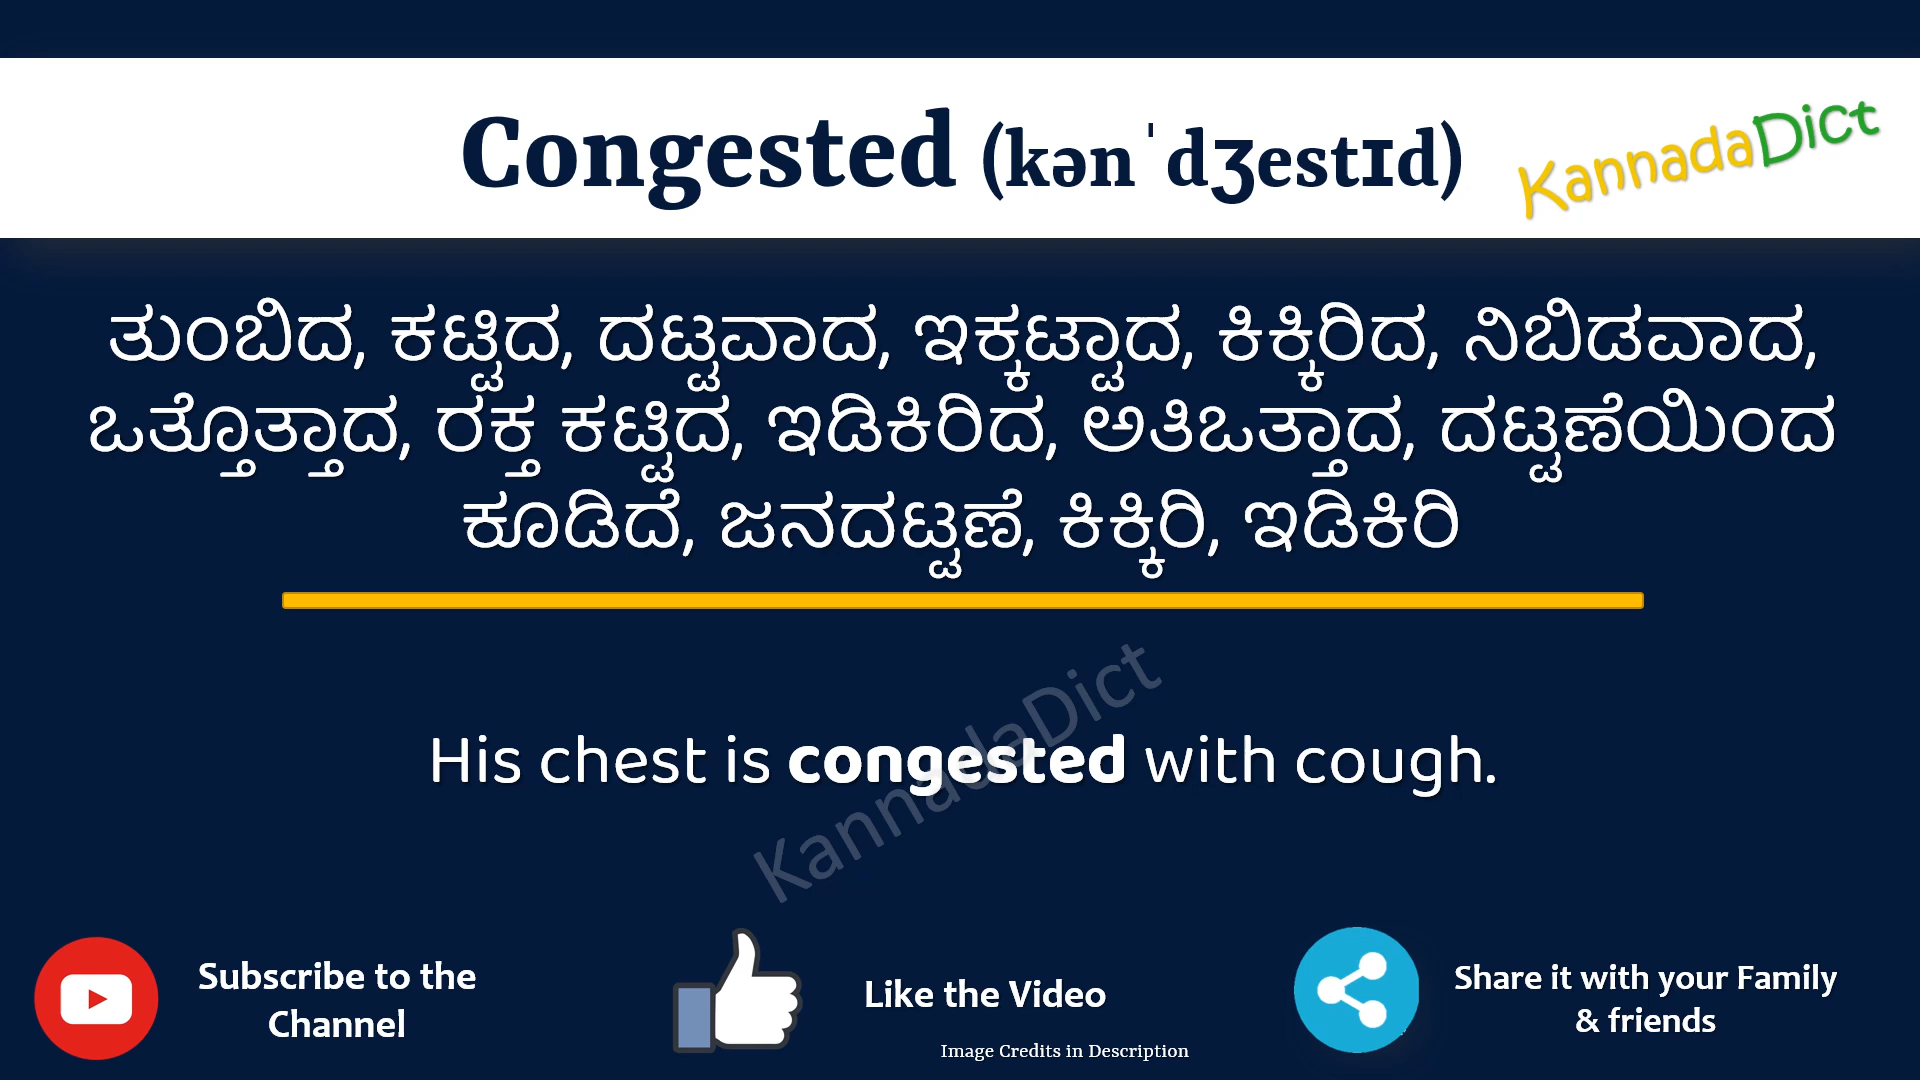 Congested (kənˈdʒestɪd)
KannadaDict
ತುಂಬಿದ, ಕಟ್ಟಿದ, ದಟ್ಟವಾದ, ಇಕ್ಕಟ್ಟಾದ, ಕಿಕ್ಕಿರಿದ, ನಿಬಿಡವಾದ,
ಒತ್ತೊತ್ತಾದ, ರಕ್ತ ಕಟ್ಟಿದ, ಇಡಿಕಿರಿದ, ಅತಿಒತ್ತಾದ, ದಟ್ಟಣೆಯಿಂದ
ಕೂಡಿದೆ, ಜನದಟ್ಟಣೆ, ಕಿಕ್ಕಿರಿ, ಇಡಿಕಿರಿ
KannadaDict
His chest is congested with cough.
Subscribe to the
Channel
Like the Video
Share it with your Family
& friends
Image Credits in Description